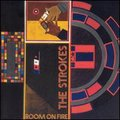 THE STROKES
ROOM ON FIRE